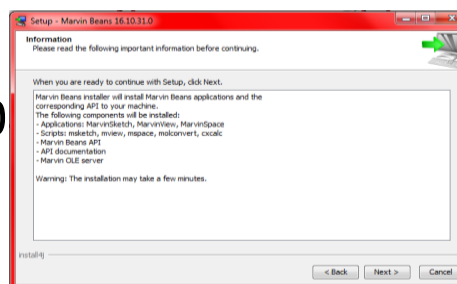 Setup - Marvin Beans 16.10.31.0
Information
Please read the following important information before continuing.
When you are ready to continue with Setup, click Next.
Marvin Beans installer will install Marvin Beans applications and the
corresponding API to your machine.
The following components will be installed:
- Applications: MarvinSketch, MarvinView, MarvinSpace
- Scripts: msketch, mview, mspace, molconvert, cxcalc
- Marvin Beans API
- API documentation
- Marvin OLE server
Warning: The installation may take a few minutes.
install4j
< Back Next > Cancel